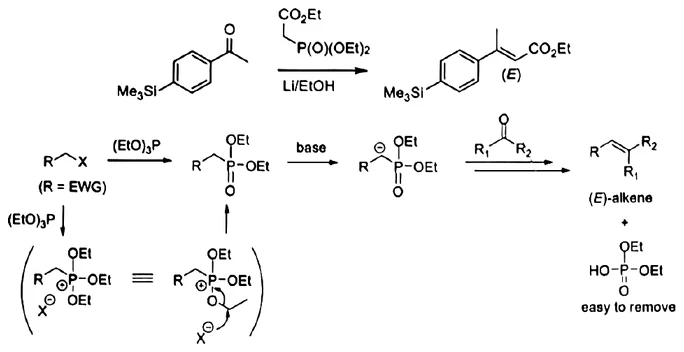 CO2Et
O
P(O)(OEt)2
Me3Si
Li/EtOH
CO2Et
(E)
Me3Si
R X
(R = EWG)
(EtO)3P
OEt
R P OEt
O
base
⊖ OEt
R P OEt
O
O
R1 R2
R R2
R1
(E)-alkene
+
OEt
HO P OEt
O
easy to remove
(EtO)3P
OEt
R P OEt
⊕ OEt
X⊖
≡
OEt
R P OEt
⊕
O
X⊖